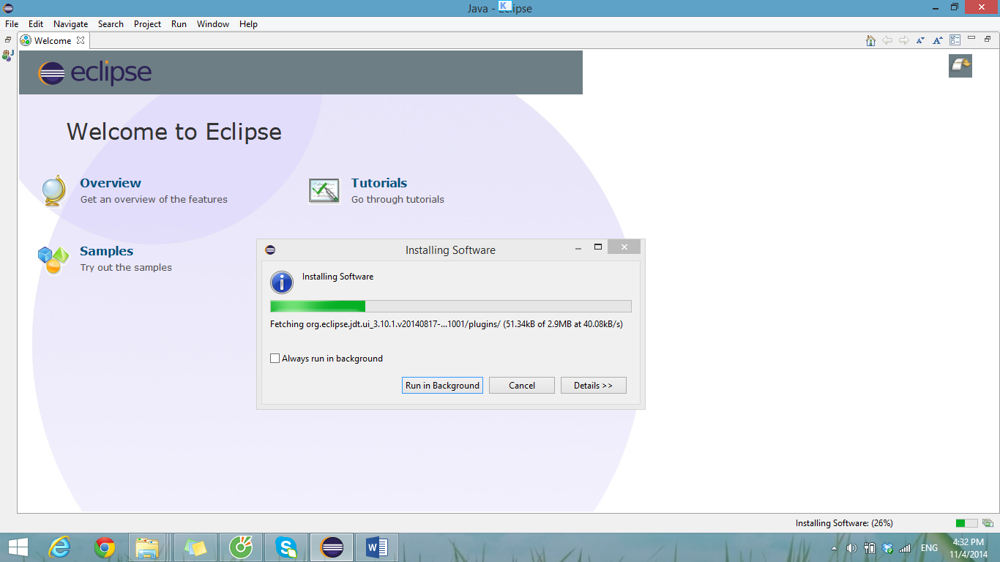 Java - Eclipse
K
File Edit Navigate Search Project Run Window Help
Welcome
eclipse
Welcome to Eclipse
Overview
Get an overview of the features
Tutorials
Go through tutorials
Samples
Try out the samples
Installing Software
Installing Software
Fetching org.eclipse.jdt.ui_3.10.1.v20140817-...1001/plugins/ (51.34kB of 2.9MB at 40.08kB/s)
Always run in background
Run in Background Cancel Details >>
Installing Software: (26%)
ENG
4:32 PM
11/4/2014